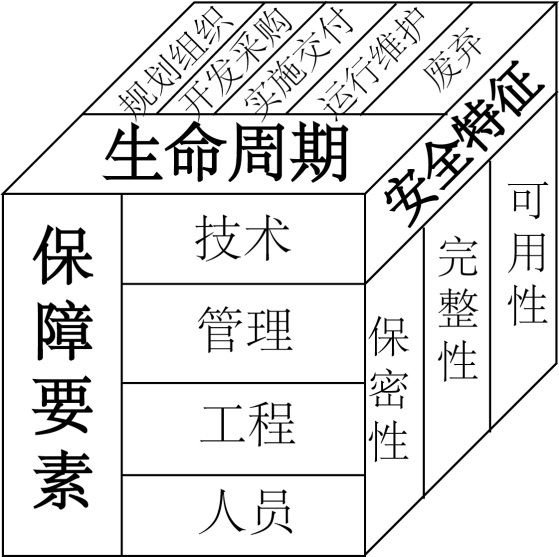 规划组织
开发采购
实施交付
运行维护
废弃
生命周期
安全特征
保障要素
技术
管理
工程
人员
保密性
完整性
可用性